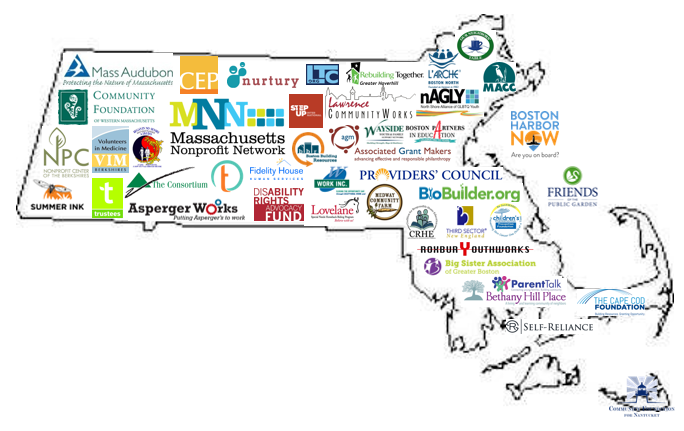 Mass Audubon
Protecting the Nature of Massachusetts
CEP
nurtury
LTC
Rebuilding Together.
Greater Haverhill
L'ARCHE
BOSTON NORTH
MACC
COMMUNITY
FOUNDATION
OF WESTERN MASSACHUSETTS
MNN
Massachusetts
Nonprofit Network
STEP
UP
Lawrence
COMMUNITYWORKS
nAGLY
North Shore Alliance of GLBTQ Youth
BOSTON
HARBOR
NOW
Are you on board?
NPC
NONPROFIT CENTER
OF THE BERKSHIRES
Volunteers
in Medicine
VIM
BERKSHIRES
Boston Building
Resources
agm
WAYSIDE
BOSTON PARTNERS
IN EDUCATION
Associated Grant Makers
advancing effective and responsible philanthropy
SUMMER INK
t
trustees
The Consortium
t
Fidelity House
HUMAN SERVICES
WORK INC.
PROVIDERS' COUNCIL
BioBuilder.org
FRIENDS
OF THE
PUBLIC GARDEN
Asperger Works
Putting Asperger's to work
DISABILITY
RIGHTS
ADVOCACY
FUND
Lovelane
MEDWAY
COMMUNITY
FARM
CRHE
THIRD SECTOR
New England
children's
ROXBURY YOUTHWORKS
Big Sister Association
of Greater Boston
ParentTalk
Bethany Hill Place
THE CAPE COD
FOUNDATION
SR SELF-RELIANCE
COMMUNITY FOUNDATION
FOR NANTUCKET